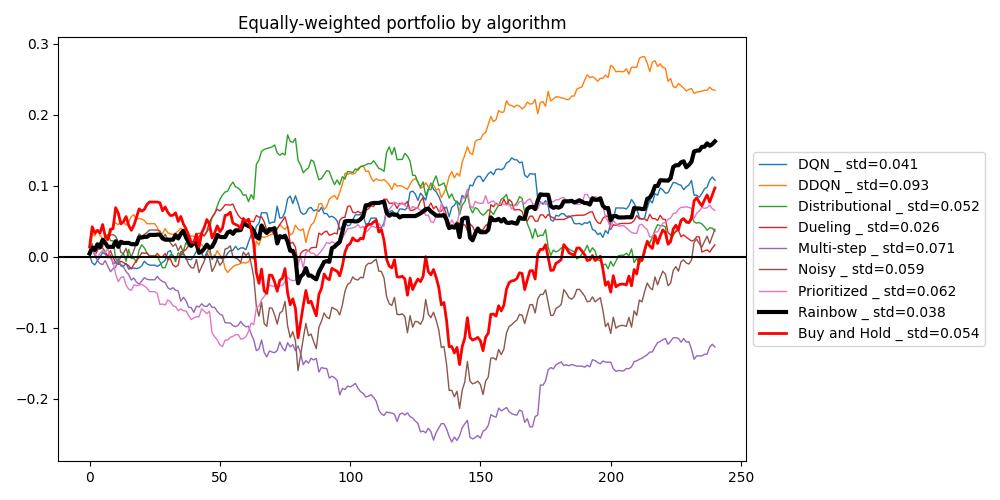 Equally-weighted portfolio by algorithm
0.3
0.2
0.1
0.0
−0.1
−0.2
0
50
100
150
200
250
DQN _ std=0.041
DDQN _ std=0.093
Distributional _ std=0.052
Dueling _ std=0.026
Multi-step _ std=0.071
Noisy _ std=0.059
Prioritized _ std=0.062
Rainbow _ std=0.038
Buy and Hold _ std=0.054